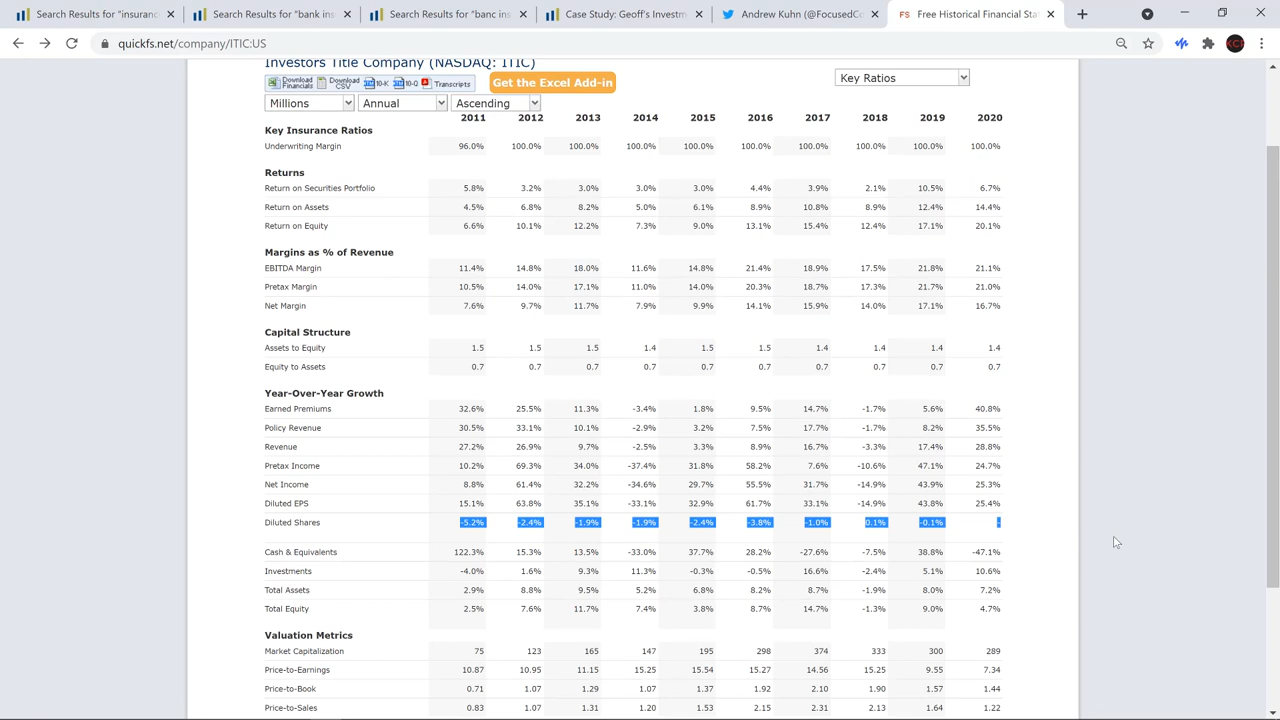 Search Results for "insuranc
Search Results for "bank ins
Search Results for "banc ins
Case Study: Geoff's Investm
Andrew Kuhn (@FocusedCo
Free Historical Financial Sta
quickfs.net/company/ITIC:US
Investors Title Company (NASDAQ: ITIC)
Download Financials Download CSV 10-K 10-Q Transcripts Get the Excel Add-in Key Ratios
Millions Annual Ascending
2011 2012 2013 2014 2015 2016 2017 2018 2019 2020
Key Insurance Ratios
Underwriting Margin 96.0% 100.0% 100.0% 100.0% 100.0% 100.0% 100.0% 100.0% 100.0% 100.0%
Returns
Return on Securities Portfolio 5.8% 3.2% 3.0% 3.0% 3.0% 4.4% 3.9% 2.1% 10.5% 6.7%
Return on Assets 4.5% 6.8% 8.2% 5.0% 6.1% 8.9% 10.8% 8.9% 12.4% 14.4%
Return on Equity 6.6% 10.1% 12.2% 7.3% 9.0% 13.1% 15.4% 12.4% 17.1% 20.1%
Margins as % of Revenue
EBITDA Margin 11.4% 14.8% 18.0% 11.6% 14.8% 21.4% 18.9% 17.5% 21.8% 21.1%
Pretax Margin 10.5% 14.0% 17.1% 11.0% 14.0% 20.3% 18.7% 17.3% 21.7% 21.0%
Net Margin 7.6% 9.7% 11.7% 7.9% 9.9% 14.1% 15.9% 14.0% 17.1% 16.7%
Capital Structure
Assets to Equity 1.5 1.5 1.5 1.4 1.5 1.5 1.4 1.4 1.4 1.4
Equity to Assets 0.7 0.7 0.7 0.7 0.7 0.7 0.7 0.7 0.7 0.7
Year-Over-Year Growth
Earned Premiums 32.6% 25.5% 11.3% -3.4% 1.8% 9.5% 14.7% -1.7% 5.6% 40.8%
Policy Revenue 30.5% 33.1% 10.1% -2.9% 3.2% 7.5% 17.7% -1.7% 8.2% 35.5%
Revenue 27.2% 26.9% 9.7% -2.5% 3.3% 8.9% 16.7% -3.3% 17.4% 28.8%
Pretax Income 10.2% 69.3% 34.0% -37.4% 31.8% 58.2% 7.6% -10.6% 47.1% 24.7%
Net Income 8.8% 61.4% 32.2% -34.6% 29.7% 55.5% 31.7% -14.9% 43.9% 25.3%
Diluted EPS 15.1% 63.8% 35.1% -33.1% 32.9% 61.7% 33.1% -14.9% 43.8% 25.4%
Diluted Shares -5.2% -2.4% -1.9% -1.9% -2.4% -3.8% -1.0% 0.1% -0.1% -
Cash & Equivalents 122.3% 15.3% 13.5% -33.0% 37.7% 28.2% -27.6% -7.5% 38.8% -47.1%
Investments -4.0% 1.6% 9.3% 11.3% -0.3% -0.5% 16.6% -2.4% 5.1% 10.6%
Total Assets 2.9% 8.8% 9.5% 5.2% 6.8% 8.2% 8.7% -1.9% 8.0% 7.2%
Total Equity 2.5% 7.6% 11.7% 7.4% 3.8% 8.7% 14.7% -1.3% 9.0% 4.7%
Valuation Metrics
Market Capitalization 75 123 165 147 195 298 374 333 300 289
Price-to-Earnings 10.87 10.95 11.15 15.25 15.54 15.27 14.56 15.25 9.55 7.34
Price-to-Book 0.71 1.07 1.29 1.07 1.37 1.92 2.10 1.90 1.57 1.44
Price-to-Sales 0.83 1.07 1.31 1.20 1.53 2.15 2.31 2.13 1.64 1.22